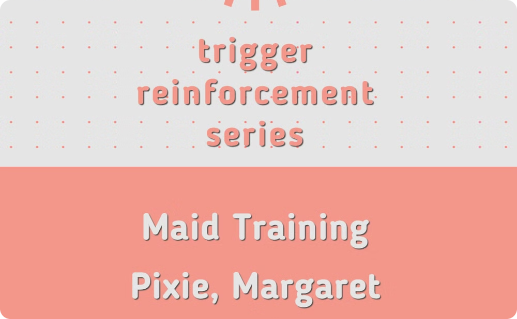 trigger
reinforcement
series
Maid Training
Pixie, Margaret